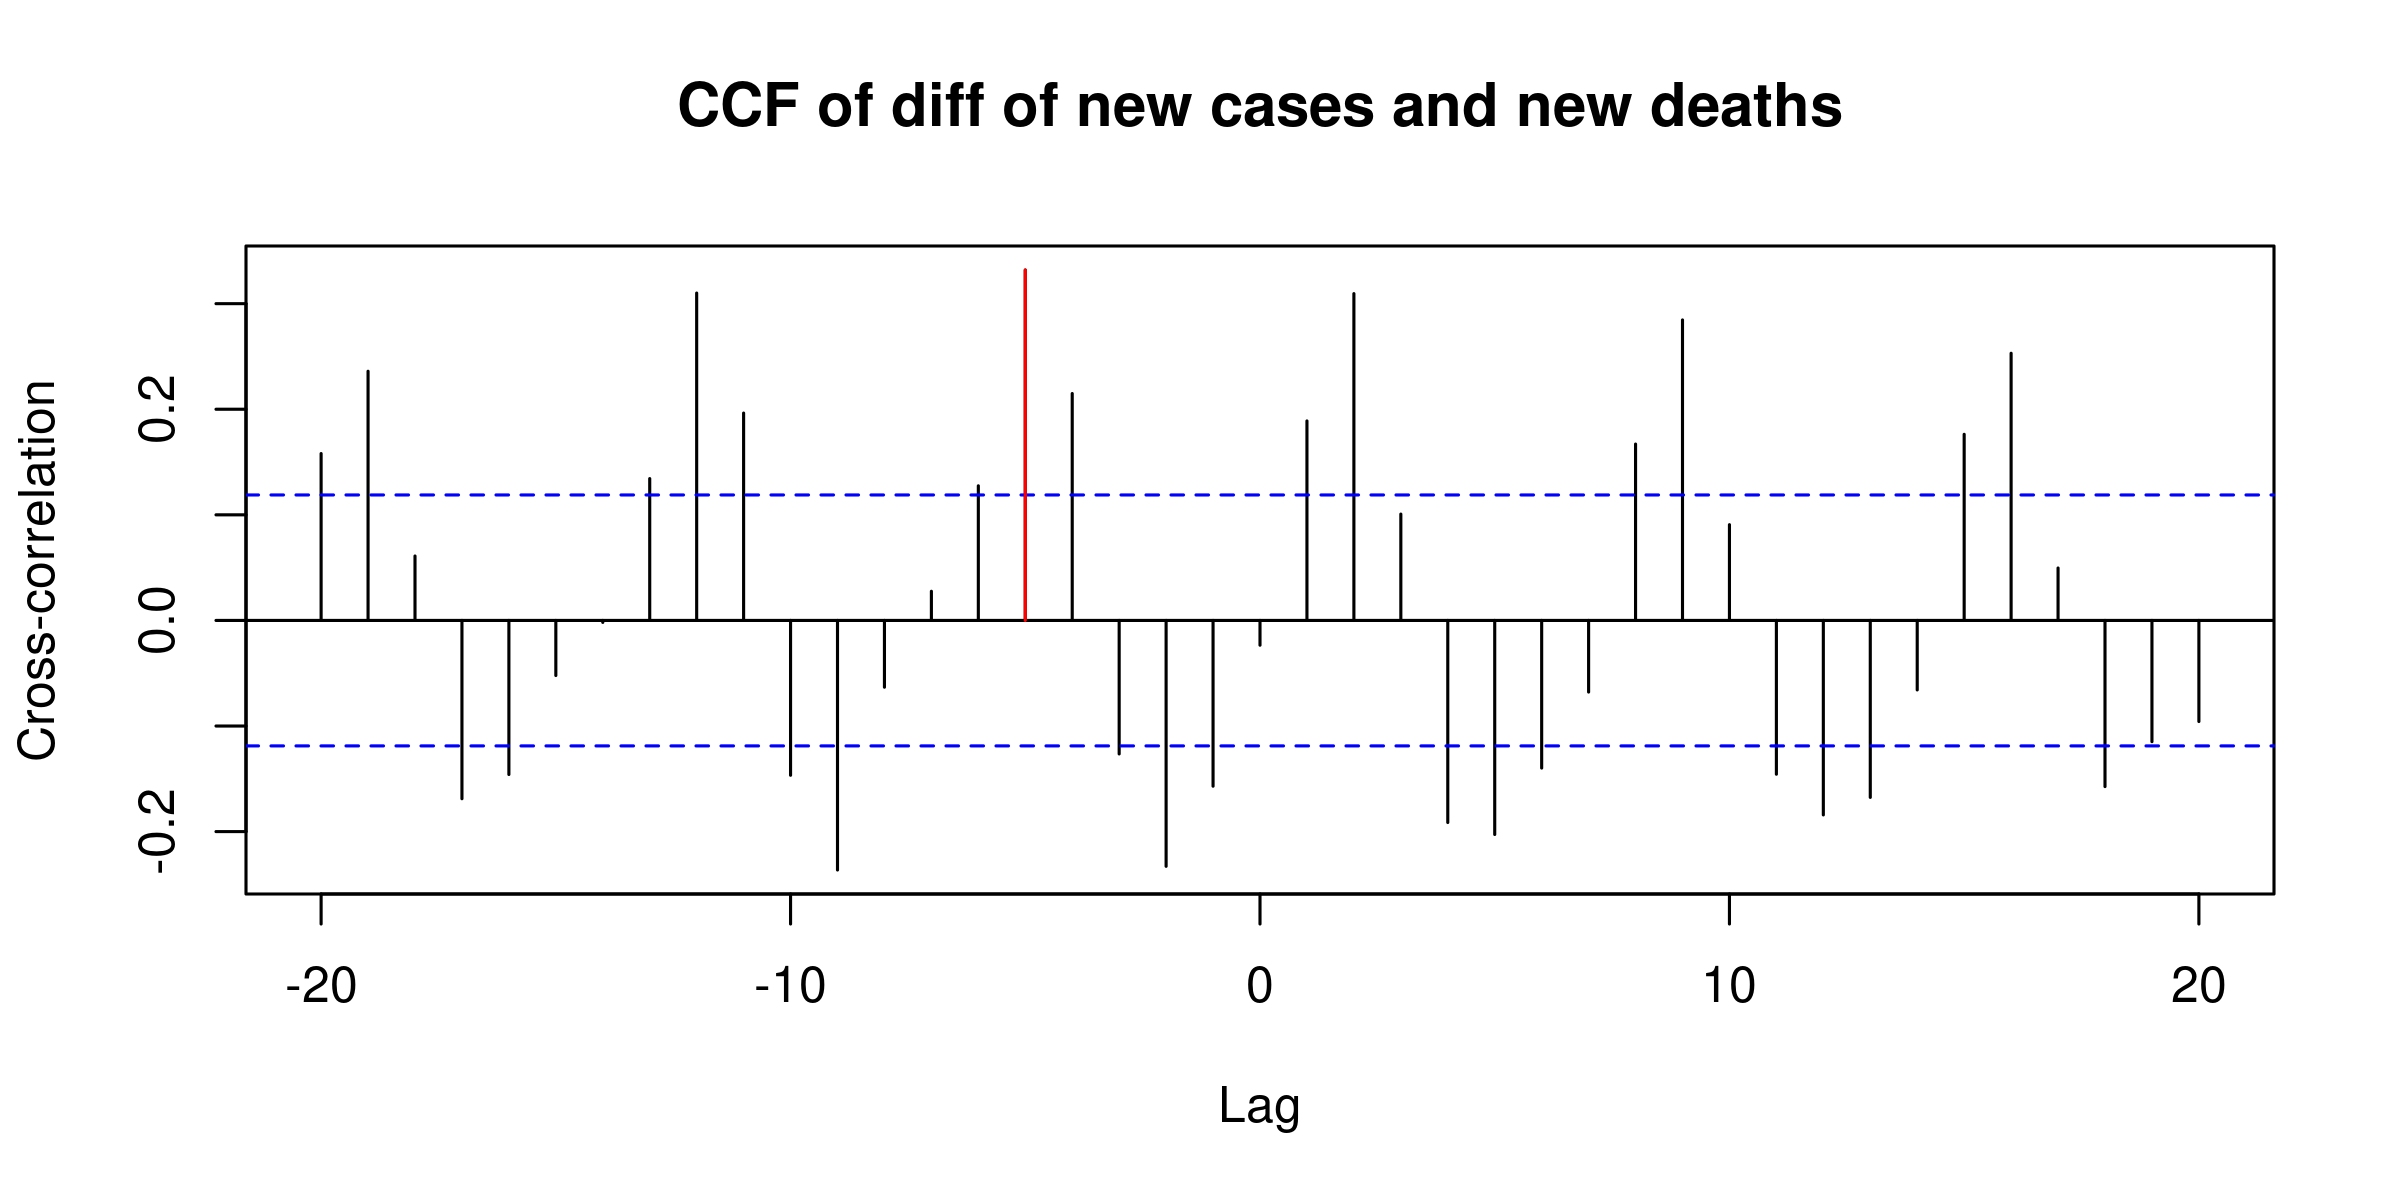 CCF of diff of new cases and new deaths
Cross-correlation
0.2
0.0
-0.2
-20 -10 0 10 20
Lag